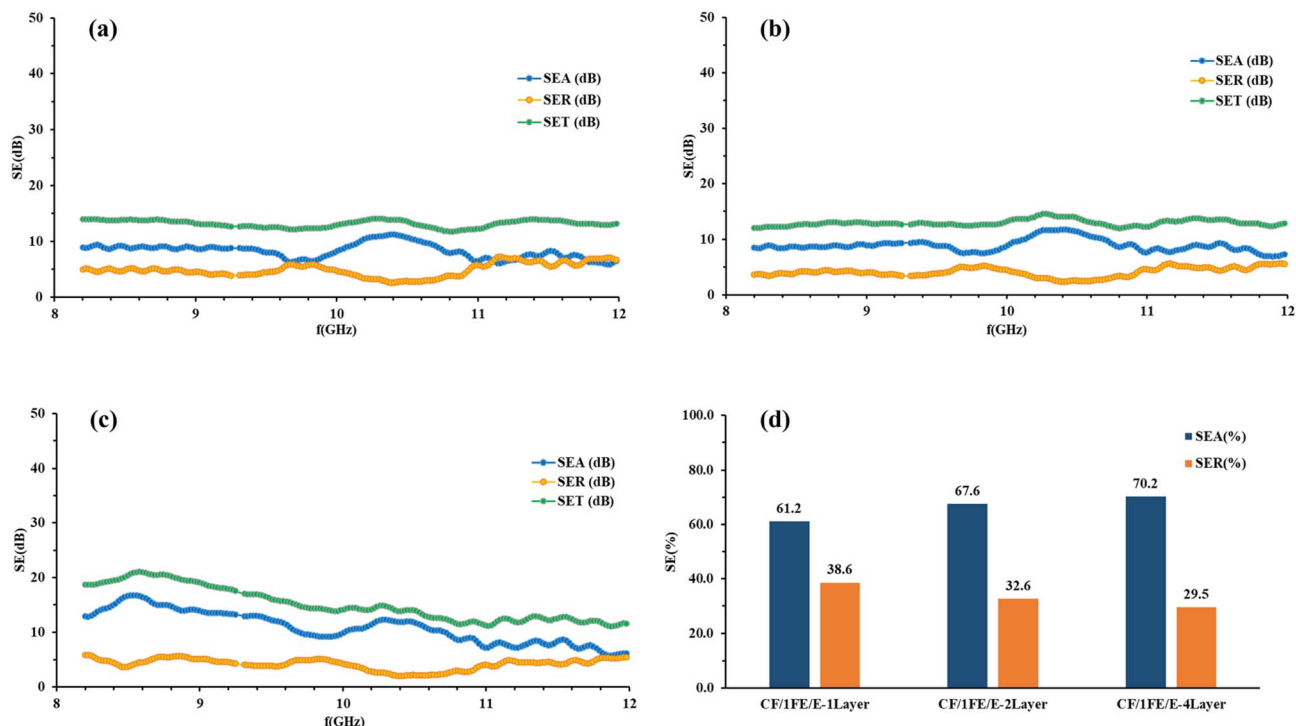 (a)
50
40
30
20
10
0
SE(dB)
SEA (dB)
SER (dB)
SET (dB)
8
9
10
11
12
f(GHz)
(b)
50
40
30
20
10
0
SE(dB)
SEA (dB)
SER (dB)
SET (dB)
8
9
10
11
12
f(GHz)
(c)
50
40
30
20
10
0
SE(dB)
SEA (dB)
SER (dB)
SET (dB)
8
9
10
11
12
f(GHz)
(d)
100.0
80.0
60.0
40.0
20.0
0.0
SE(%)
SEA(%)
SER(%)
61.2
38.6
67.6
32.6
70.2
29.5
CF/1FE/E-1Layer
CF/1FE/E-2Layer
CF/1FE/E-4Layer